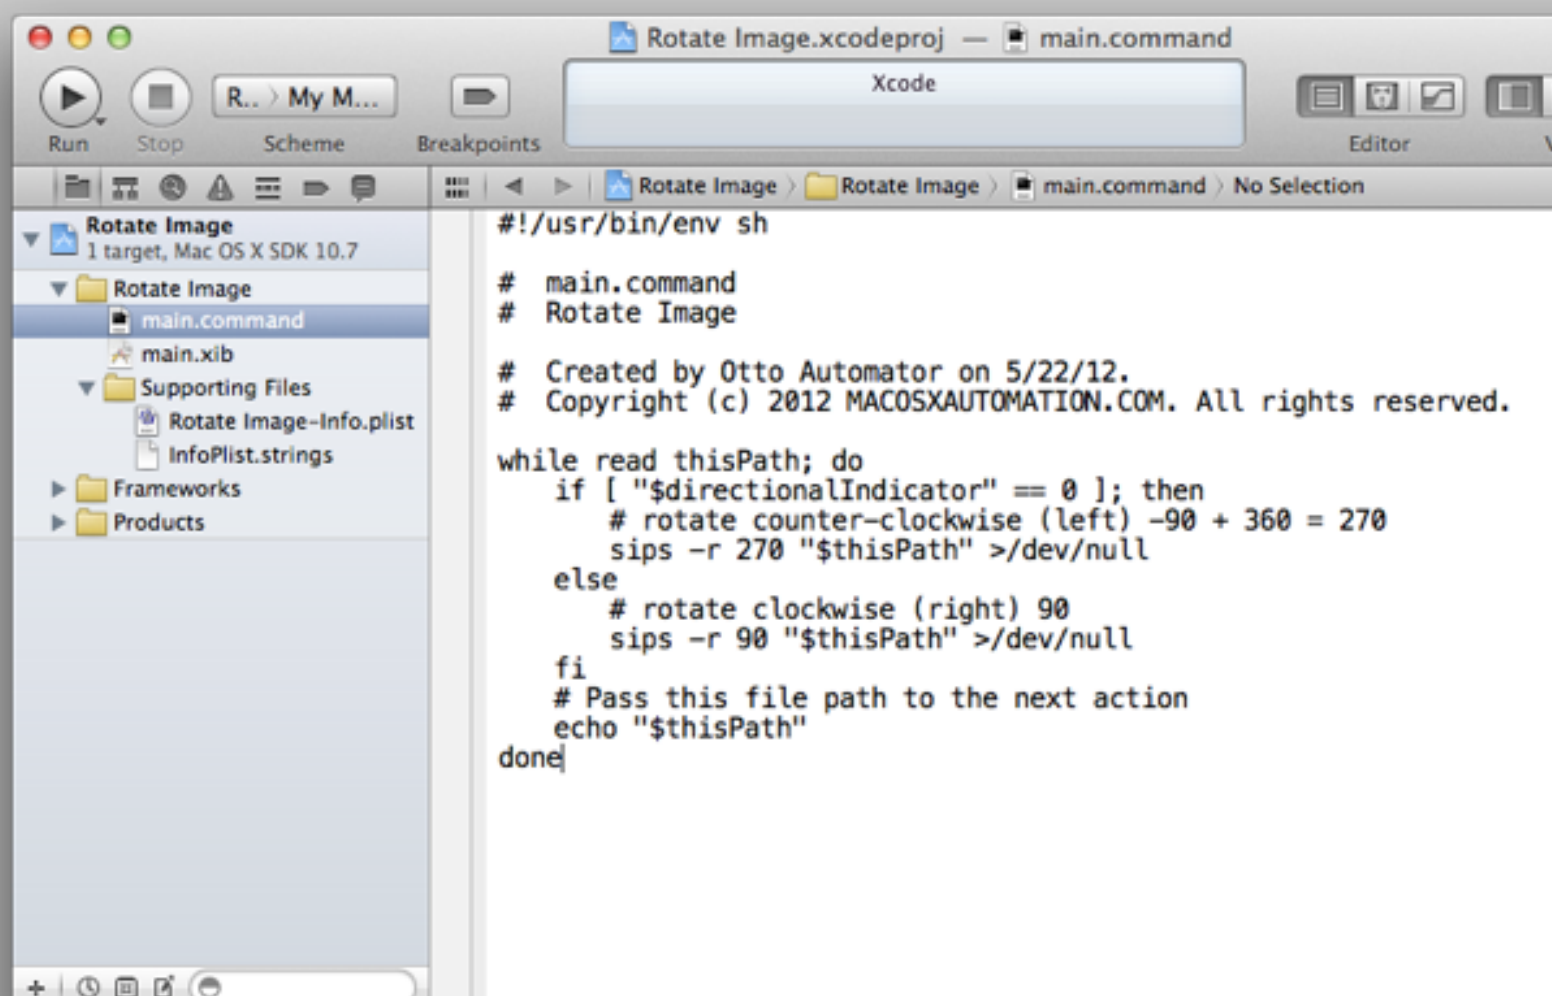 Rotate Image.xcodeproj — main.command
R.. 〉 My M...
Xcode
Run
Stop
Scheme
Breakpoints
Editor
Rotate Image 〉 Rotate Image 〉 main.command 〉 No Selection
Rotate Image
1 target, Mac OS X SDK 10.7
Rotate Image
main.command
main.xib
Supporting Files
Rotate Image-Info.plist
InfoPlist.strings
Frameworks
Products
#!/usr/bin/env sh
#  main.command
#  Rotate Image
#  Created by Otto Automator on 5/22/12.
#  Copyright (c) 2012 MACOSXAUTOMATION.COM. All rights reserved.
while read thisPath; do
if [ "$directionalIndicator" == 0 ]; then
# rotate counter-clockwise (left) -90 + 360 = 270
sips -r 270 "$thisPath" >/dev/null
else
# rotate clockwise (right) 90
sips -r 90 "$thisPath" >/dev/null
fi
# Pass this file path to the next action
echo "$thisPath"
done